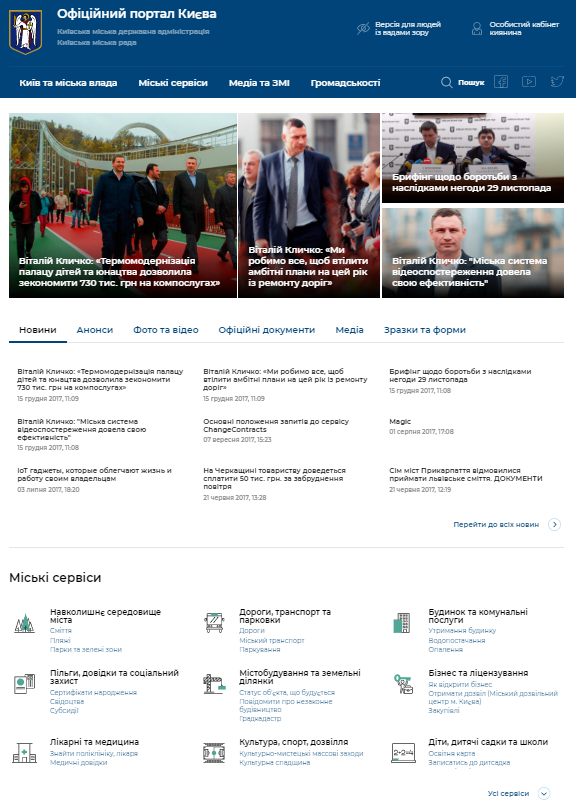 Офіційний портал Києва
Київська міська державна адміністрація
Київська міська рада
Версія для людей
із вадами зору
Особистий кабінет
киянина
Київ та міська влада
Міські сервіси
Медіа та ЗМІ
Громадськості
Пошук
Віталій Кличко: «Термомодернізація
палацу дітей та юнацтва дозволила
зекономити 730 тис. грн на компослугах»
Віталій Кличко: «Ми
робимо все, щоб втілити
амбітні плани на цей рік
із ремонту доріг»
Брифінг щодо боротьби з
наслідками негоди 29 листопада
Віталій Кличко: "Міська система
відеоспостереження довела
свою ефективність"
Новини
Анонси
Фото та відео
Офіційні документи
Медіа
Зразки та форми
Віталій Кличко: «Термомодернізація палацу
дітей та юнацтва дозволила зекономити
730 тис. грн на компослугах»
15 грудня 2017, 11:09
Віталій Кличко: «Ми робимо все, щоб
втілити амбітні плани на цей рік із ремонту
доріг»
15 грудня 2017, 11:09
Брифінг щодо боротьби з наслідками
негоди 29 листопада
15 грудня 2017, 11:08
Віталій Кличко: "Міська система
відеоспостереження довела свою
ефективність"
15 грудня 2017, 11:08
Основні положення запитів до сервісу
ChangeContracts
07 вересня 2017, 15:23
Magic
01 серпня 2017, 17:08
IoT гаджеты, которые облегчают жизнь и
работу своим владельцам
03 липня 2017, 18:20
На Черкащині товариству доведеться
сплатити 50 тис. грн. за забруднення
повітря
21 червня 2017, 13:28
Сім міст Прикарпаття відмовилися
приймати львівське сміття. ДОКУМЕНТИ
21 червня 2017, 12:19
Перейти до всіх новин
Міські сервіси
Навколишнє середовище
міста
Сміття
Пляжі
Парки та зелені зони
Дороги, транспорт та
парковки
Дороги
Міський транспорт
Паркування
Будинок та комунальні
послуги
Утримання будинку
Водопостачання
Опалення
Пільги, довідки та соціальний
захист
Сертифікати народження
Свідоцтва
Субсидії
Містобудування та земельні
ділянки
Статус об'єкта, що будується
Повідомити про незаконне
будівництво
Градкадастр
Бізнес та ліцензування
Як відкрити бізнес
Отримати дозвіл (Міський дозвільний
центр м. Києва)
Закупівлі
Лікарні та медицина
Знайти поліклініку, лікаря
Медичні довідки
Культура, спорт, дозвілля
Культурно-мистецькі масові заходи
Культурна спадщина
2+2=4
Діти, дитячі садки та школи
Освітня карта
Записатись до дитсадка
Усі сервіси